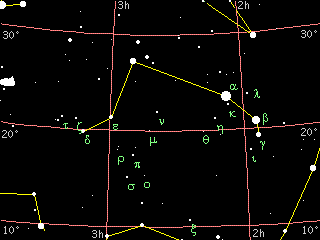 3h 2h
30° 30°
α λ
κ
ν β
τ ζ ε η
20° 20°
δ μ θ γ
ι
ρ π
σ ο
10° 10°
3h ξ 2h